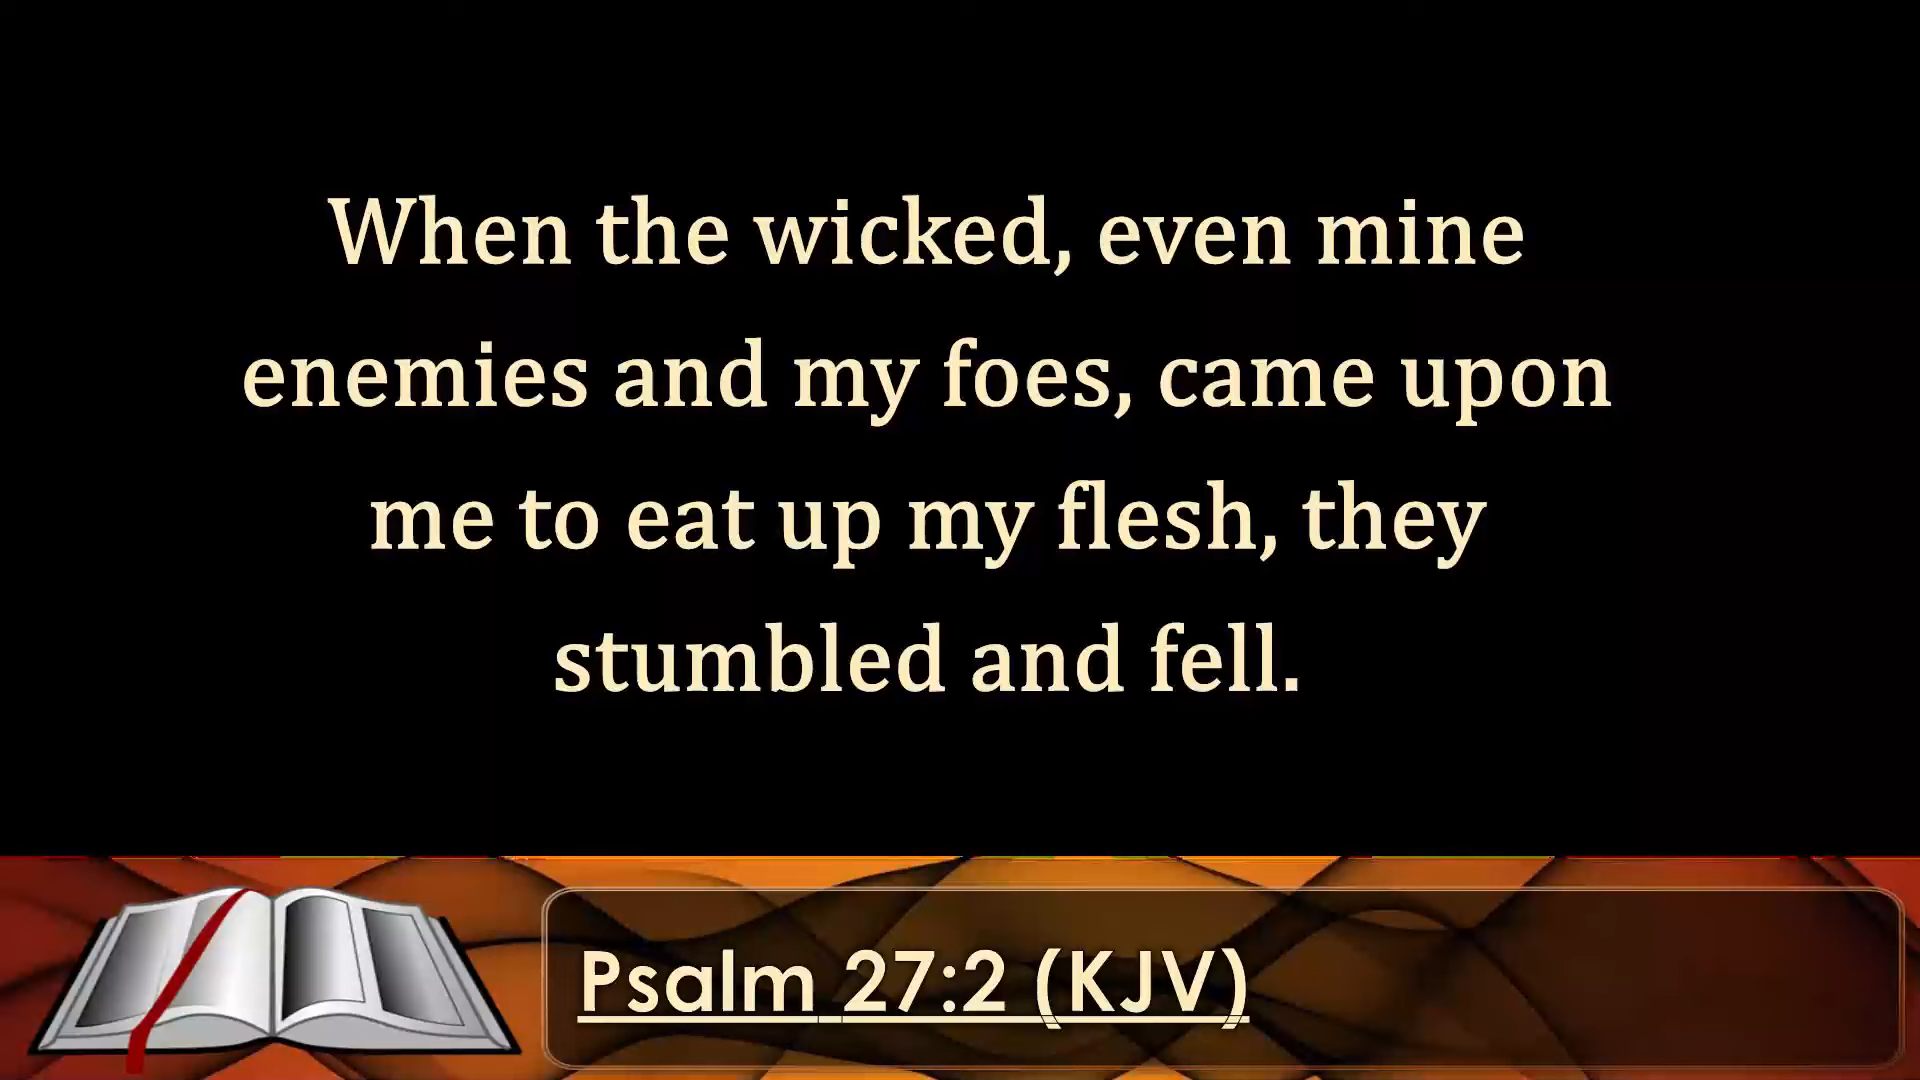 When the wicked, even mine
enemies and my foes, came upon
me to eat up my flesh, they
stumbled and fell.
Psalm 27:2 (KJV)